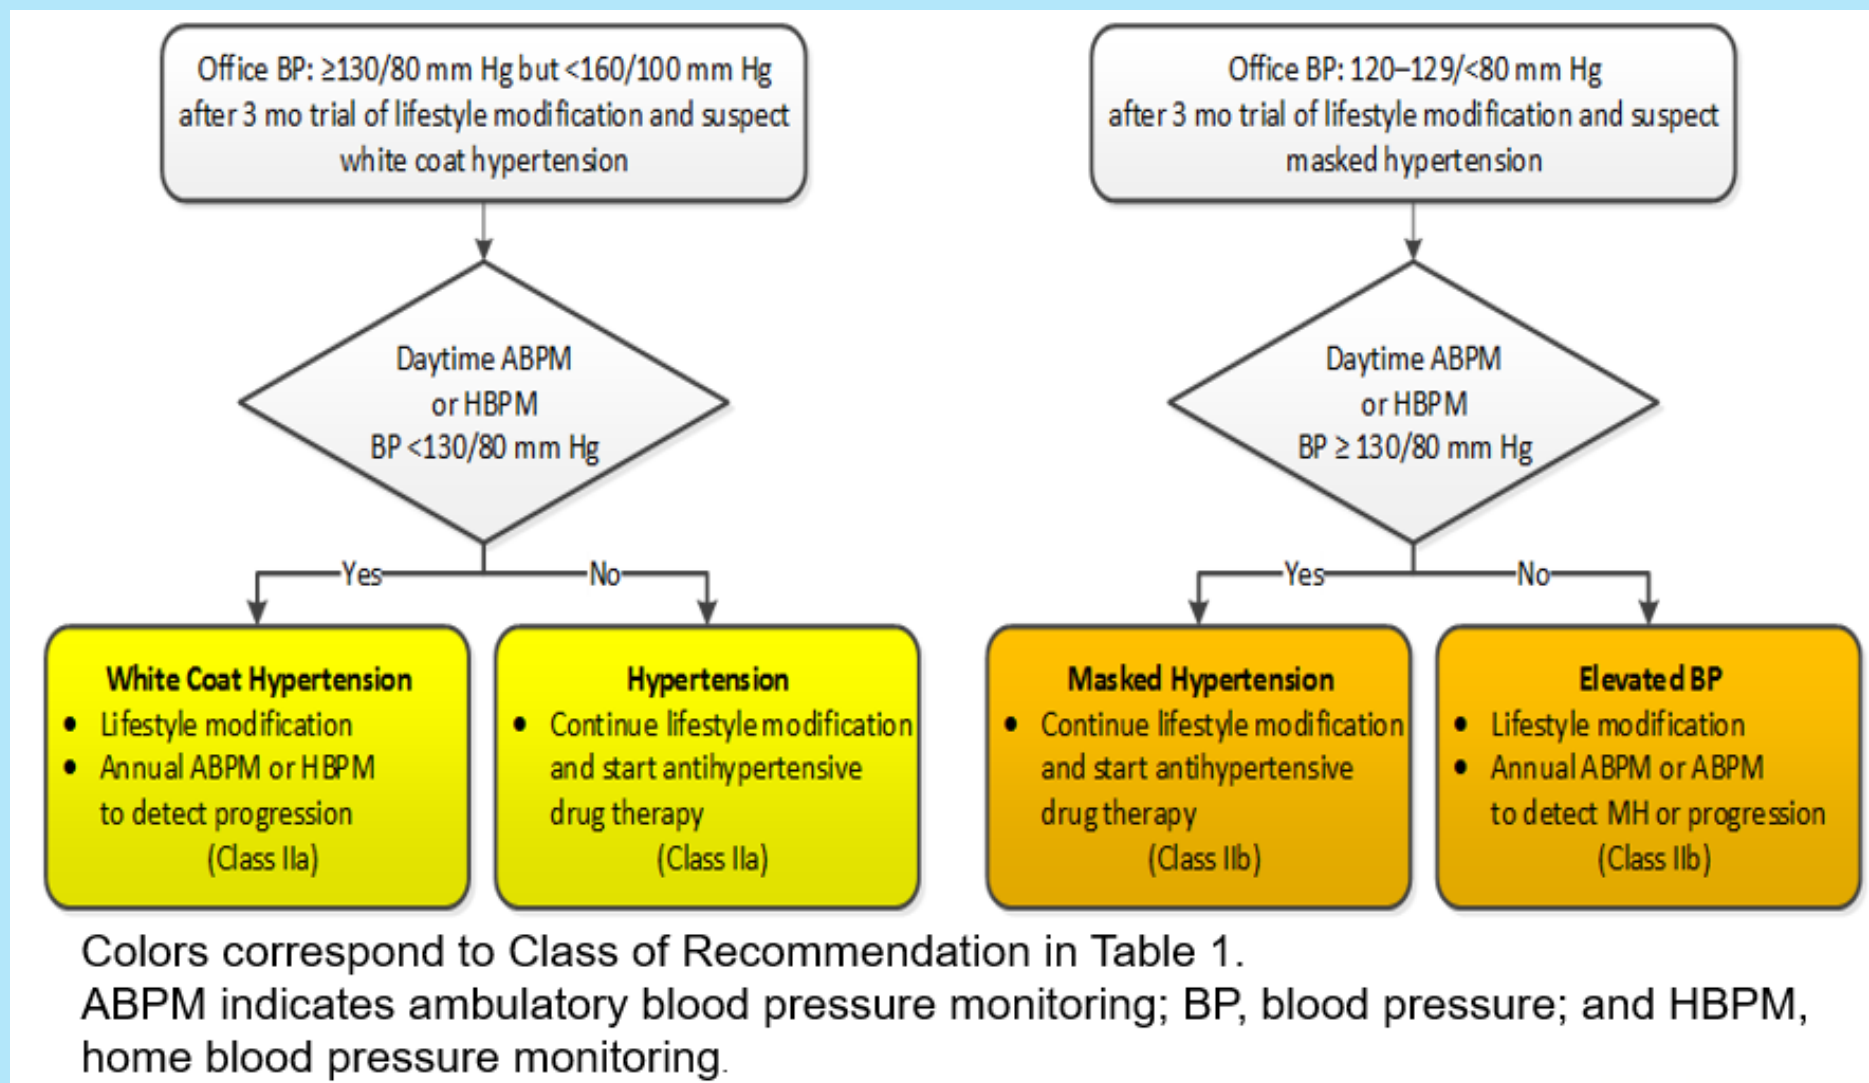 Office BP: ≥130/80 mm Hg but <160/100 mm Hg
after 3 mo trial of lifestyle modification and suspect
white coat hypertension
Office BP: 120–129/<80 mm Hg
after 3 mo trial of lifestyle modification and suspect
masked hypertension
Daytime ABPM
or HBPM
BP <130/80 mm Hg
Daytime ABPM
or HBPM
BP ≥ 130/80 mm Hg
Yes
No
Yes
No
White Coat Hypertension
• Lifestyle modification
• Annual ABPM or HBPM
to detect progression
(Class IIa)
Hypertension
• Continue lifestyle modification
and start antihypertensive
drug therapy
(Class IIa)
Masked Hypertension
• Continue lifestyle modification
and start antihypertensive
drug therapy
(Class IIb)
Elevated BP
• Lifestyle modification
• Annual ABPM or ABPM
to detect MH or progression
(Class IIb)
Colors correspond to Class of Recommendation in Table 1.
ABPM indicates ambulatory blood pressure monitoring; BP, blood pressure; and HBPM,
home blood pressure monitoring.